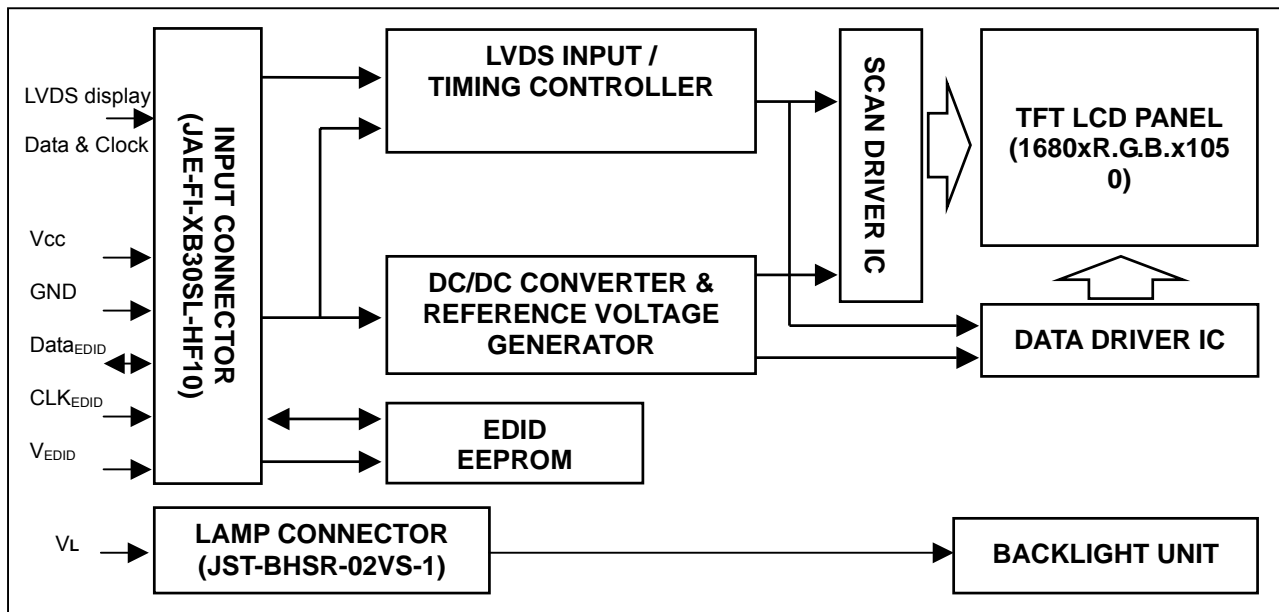 LVDS display
Data & Clock
Vcc
GND
DataEDID
CLKEDID
VEDID
VL
INPUT CONNECTOR
(JAE-FI-XB30SL-HF10)
LVDS INPUT /
TIMING CONTROLLER
DC/DC CONVERTER &
REFERENCE VOLTAGE
GENERATOR
EDID
EEPROM
LAMP CONNECTOR
(JST-BHSR-02VS-1)
SCAN DRIVER IC
TFT LCD PANEL
(1680xR.G.B.x105
0)
DATA DRIVER IC
BACKLIGHT UNIT